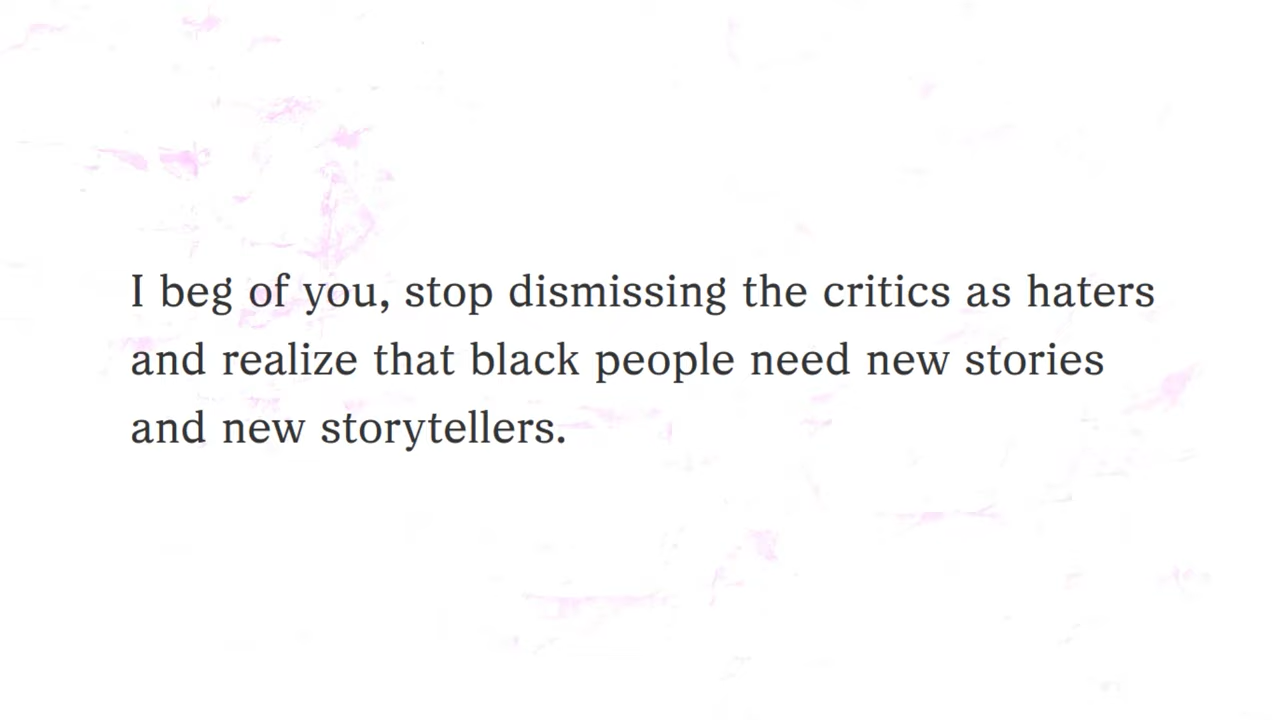 I beg of you, stop dismissing the critics as haters
and realize that black people need new stories
and new storytellers.